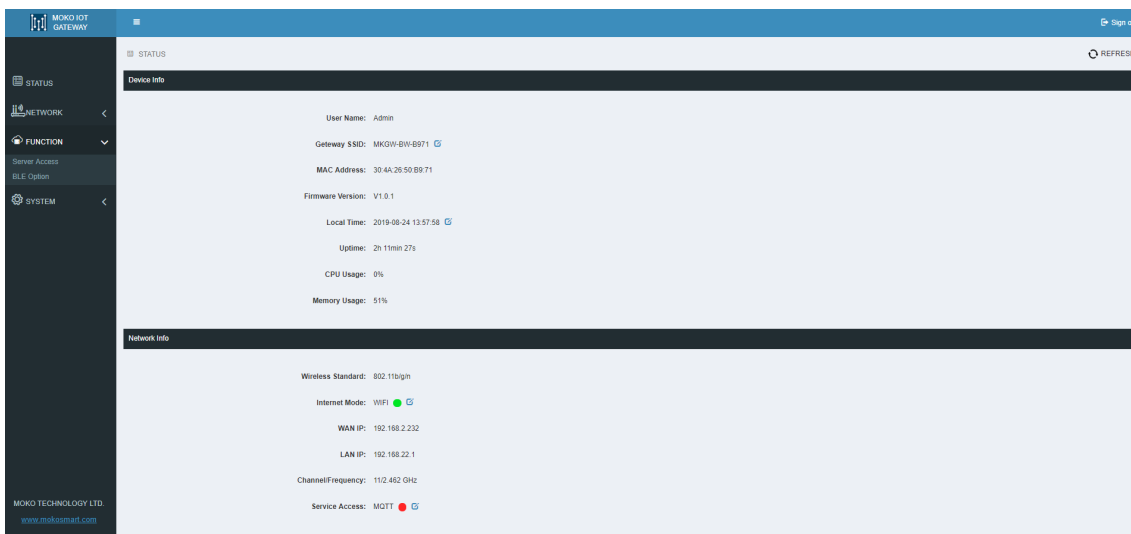 MOKO IOT
GATEWAY
STATUS
NETWORK
FUNCTION
Server Access
BLE Option
SYSTEM
MOKO TECHNOLOGY LTD.
www.mokosmart.com
Sign o
STATUS
REFRES
Device Info
User Name: Admin
Geteway SSID: MKGW-BW-B971
MAC Address: 30:4A:26:50:B9:71
Firmware Version: V1.0.1
Local Time: 2019-08-24 13:57:58
Uptime: 2h 11min 27s
CPU Usage: 0%
Memory Usage: 51%
Network Info
Wireless Standard: 802.11b/g/n
Internet Mode: WIFI
WAN IP: 192.168.2.232
LAN IP: 192.168.22.1
Channel/Frequency: 11/2.462 GHz
Service Access: MQTT